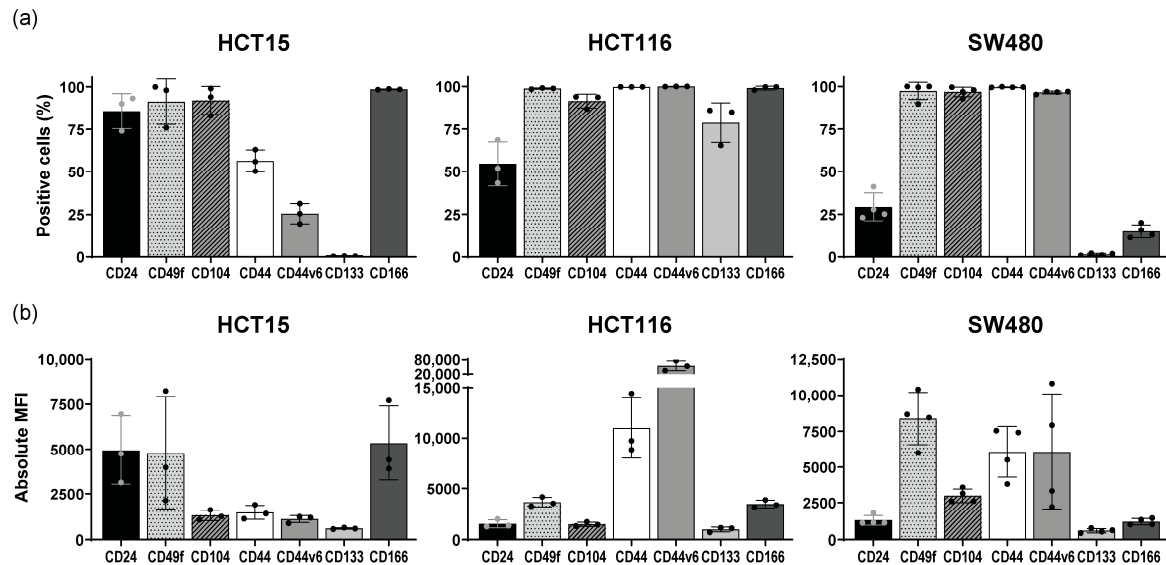 (a)
HCT15
HCT116
SW480
Positive cells (%)
100
75
50
25
0
CD24 CD49f CD104 CD44 CD44v6 CD133 CD166
100
75
50
25
0
CD24 CD49f CD104 CD44 CD44v6 CD133 CD166
100
75
50
25
0
CD24 CD49f CD104 CD44 CD44v6 CD133 CD166
(b)
HCT15
HCT116
SW480
Absolute MFI
10,000
7500
5000
2500
0
CD24 CD49f CD104 CD44 CD44v6 CD133 CD166
80,000
20,000
15,000
10,000
5000
0
CD24 CD49f CD104 CD44 CD44v6 CD133 CD166
12,500
10,000
7500
5000
2500
0
CD24 CD49f CD104 CD44 CD44v6 CD133 CD166